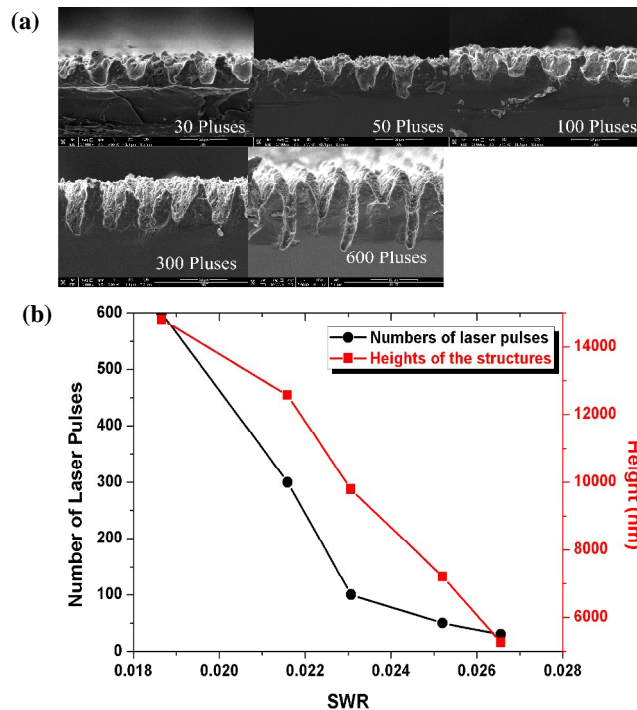 (a)
30 Pluses
50 Pluses
100 Pluses
300 Pluses
600 Pluses
(b)
Numbers of laser pulses
Heights of the structures
Number of Laser Pulses
600
500
400
300
200
100
0
14000
12000
10000
8000
6000
Height (nm)
0.018
0.020
0.022
0.024
0.026
0.028
SWR